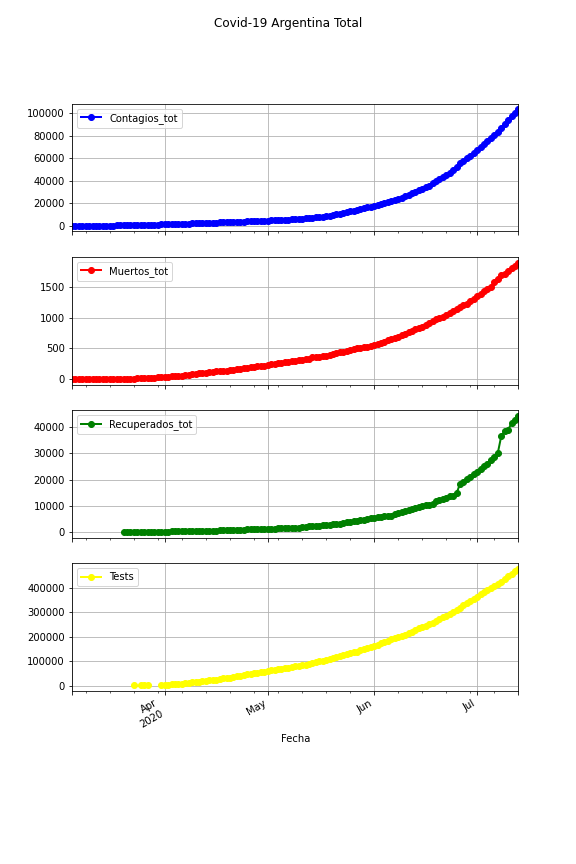 Covid-19 Argentina Total
100000
80000
60000
40000
20000
0
Contagios_tot
1500
1000
500
0
Muertos_tot
40000
30000
20000
10000
0
Recuperados_tot
400000
300000
200000
100000
0
Tests
Apr
2020
May
Jun
Jul
Fecha